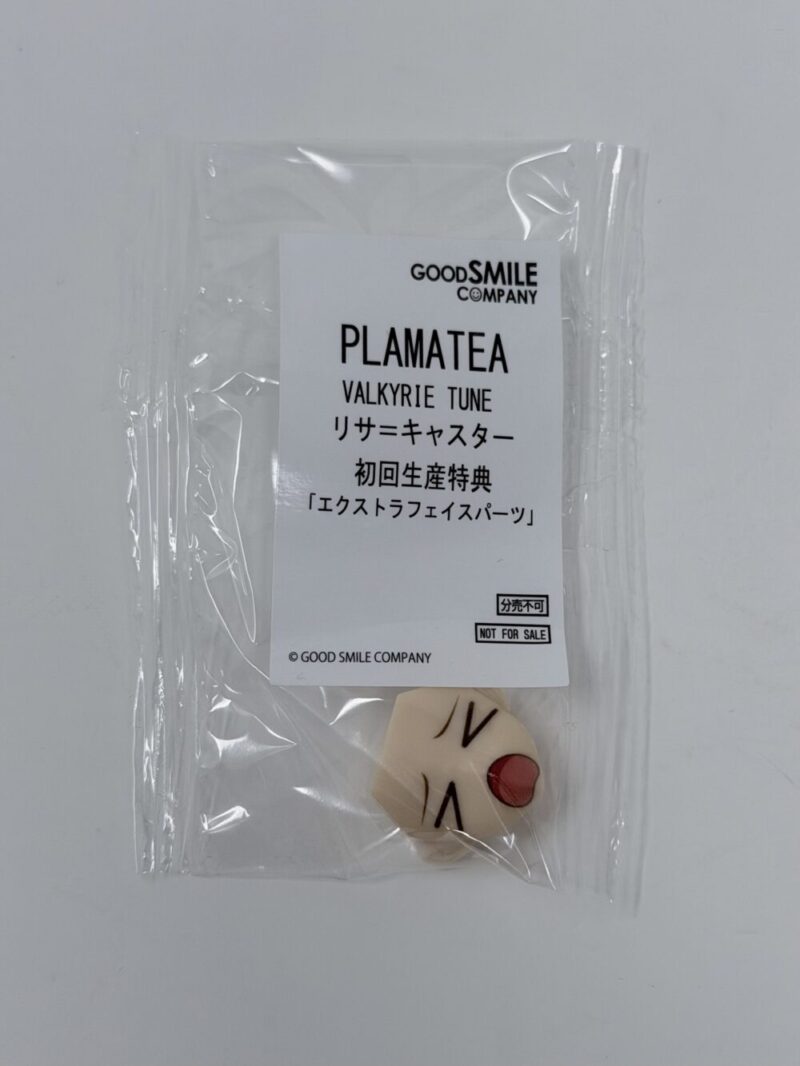 GOODSMILE
COMPANY
PLAMATEA
VALKYRIE TUNE
リサ=キャスター
初回生産特典
「エクストラフェイスパーツ」
分売不可
NOT FOR SALE
© GOOD SMILE COMPANY